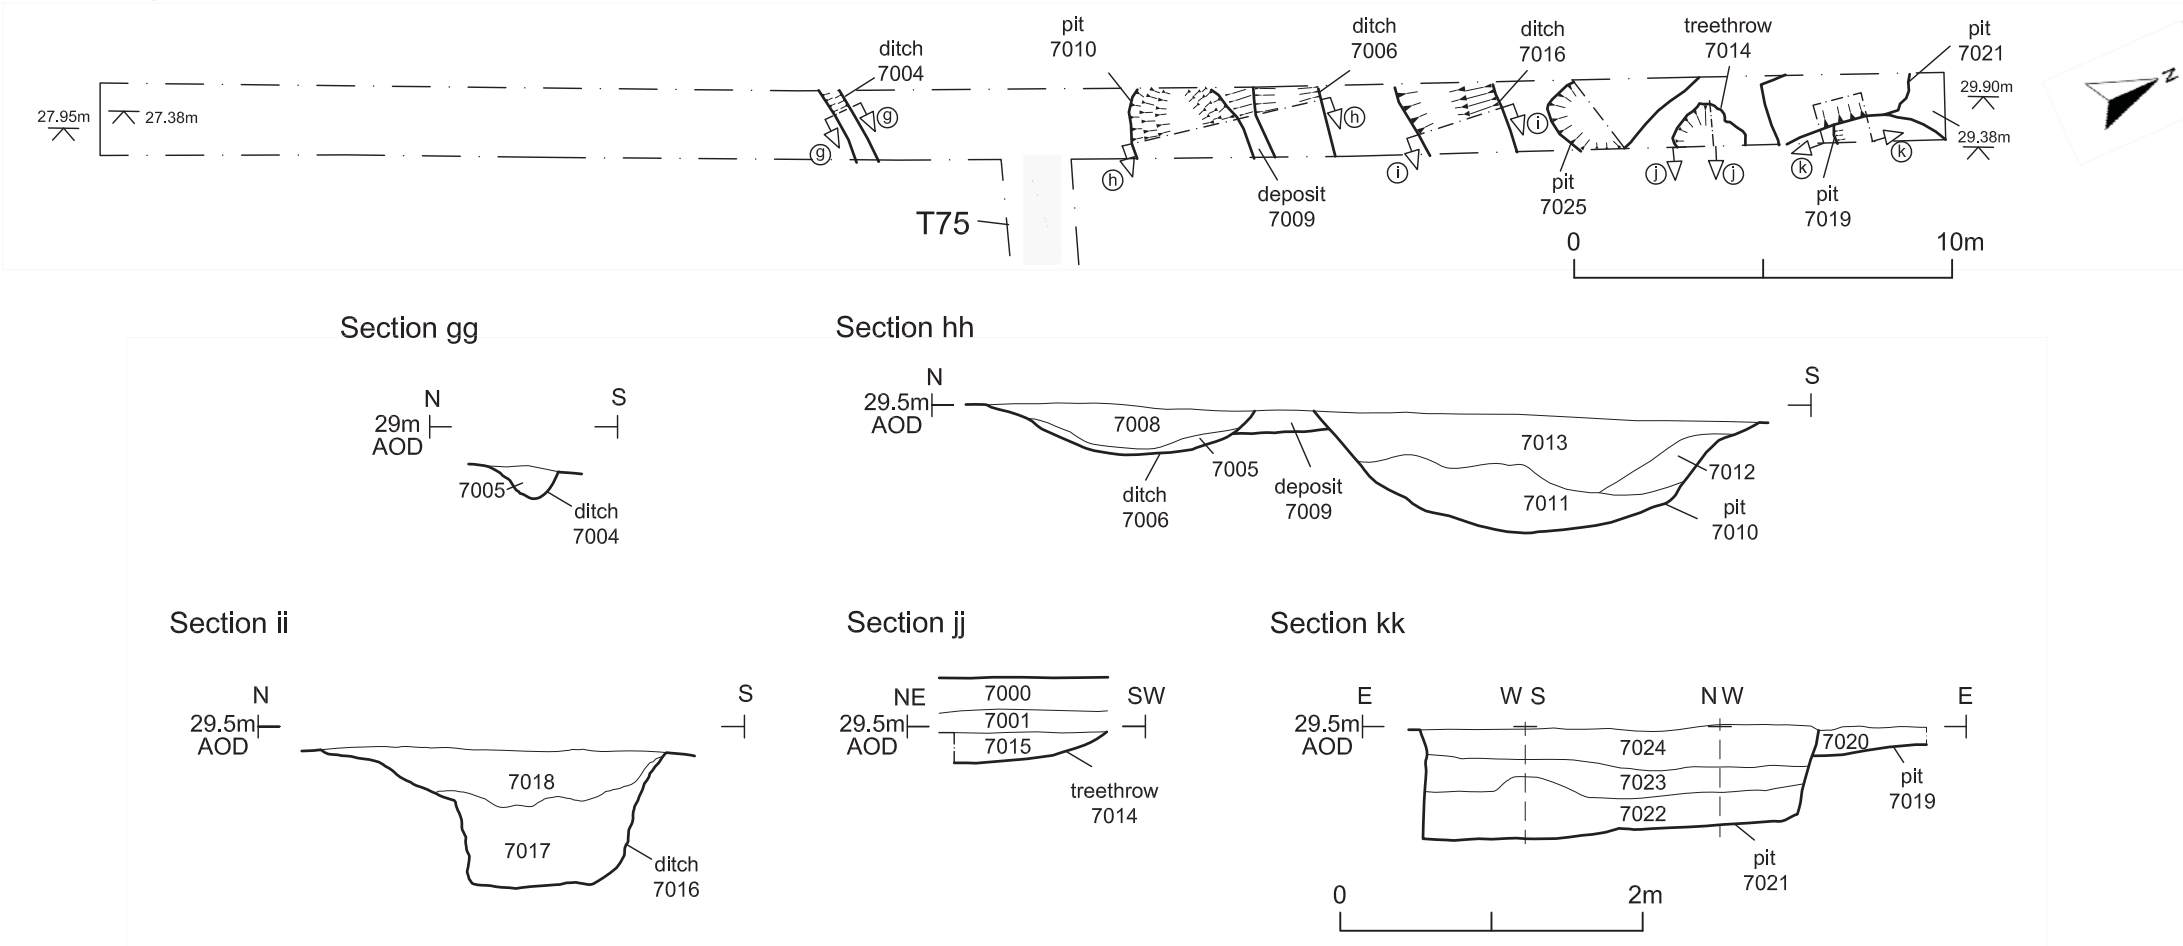 pit
7010
ditch
7004
ditch
7006
ditch
7016
treethrow
7014
pit
7021
27.95m
27.38m
29.90m
29.38m
N
g
g
h
h
i
i
j
j
k
k
T75
deposit
7009
pit
7025
pit
7019
0 10m
Section gg
N S
29m
AOD
7005
ditch
7004
Section hh
N S
29.5m
AOD
7008
7005
ditch
7006
deposit
7009
7013
7012
7011
pit
7010
Section ii
N S
29.5m
AOD
7018
7017
ditch
7016
Section jj
NE SW
29.5m
AOD
7000
7001
7015
treethrow
7014
Section kk
E W S N W E
29.5m
AOD
7024
7023
7022
7020
pit
7019
pit
7021
0 2m